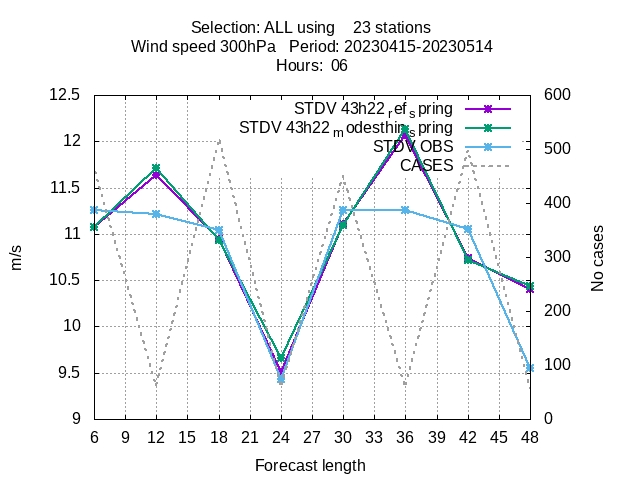 Selection: ALL using    23 stations
Wind speed 300hPa   Period: 20230415-20230514
Hours:  06
12.5
12
11.5
11
10.5
10
9.5
9
600
500
400
300
200
100
0
6 9 12 15 18 21 24 27 30 33 36 39 42 45 48
m/s
No cases
Forecast length
STDV 43h22 ref spring
STDV 43h22 modesthin spring
STDV OBS
CASES